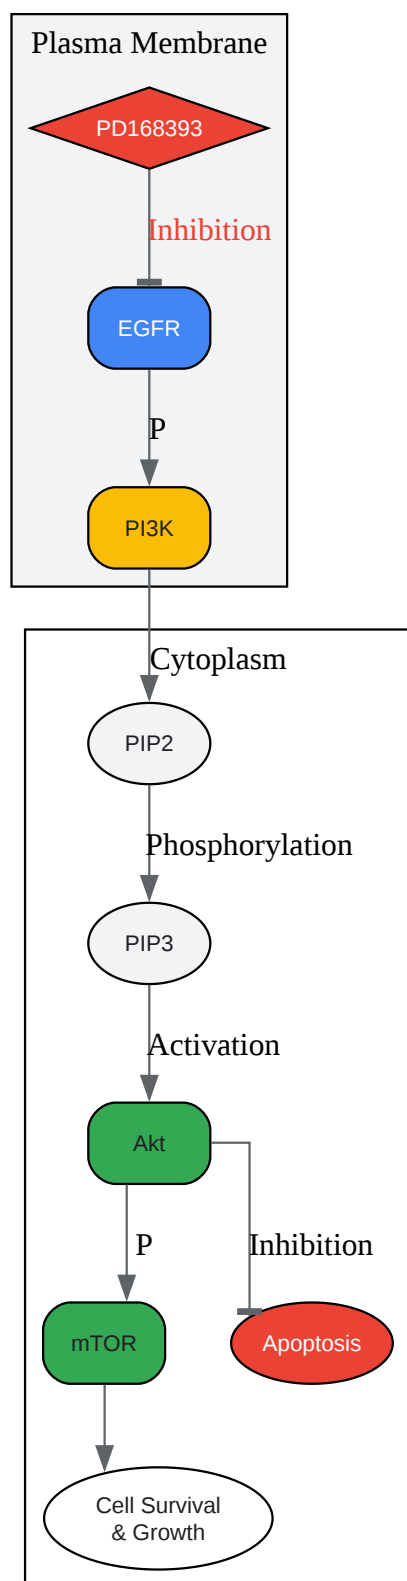 Plasma Membrane
PD168393
Inhibition
EGFR
P
PI3K
Cytoplasm
PIP2
Phosphorylation
PIP3
Activation
Akt
P
Inhibition
mTOR
Apoptosis
Cell Survival
& Growth